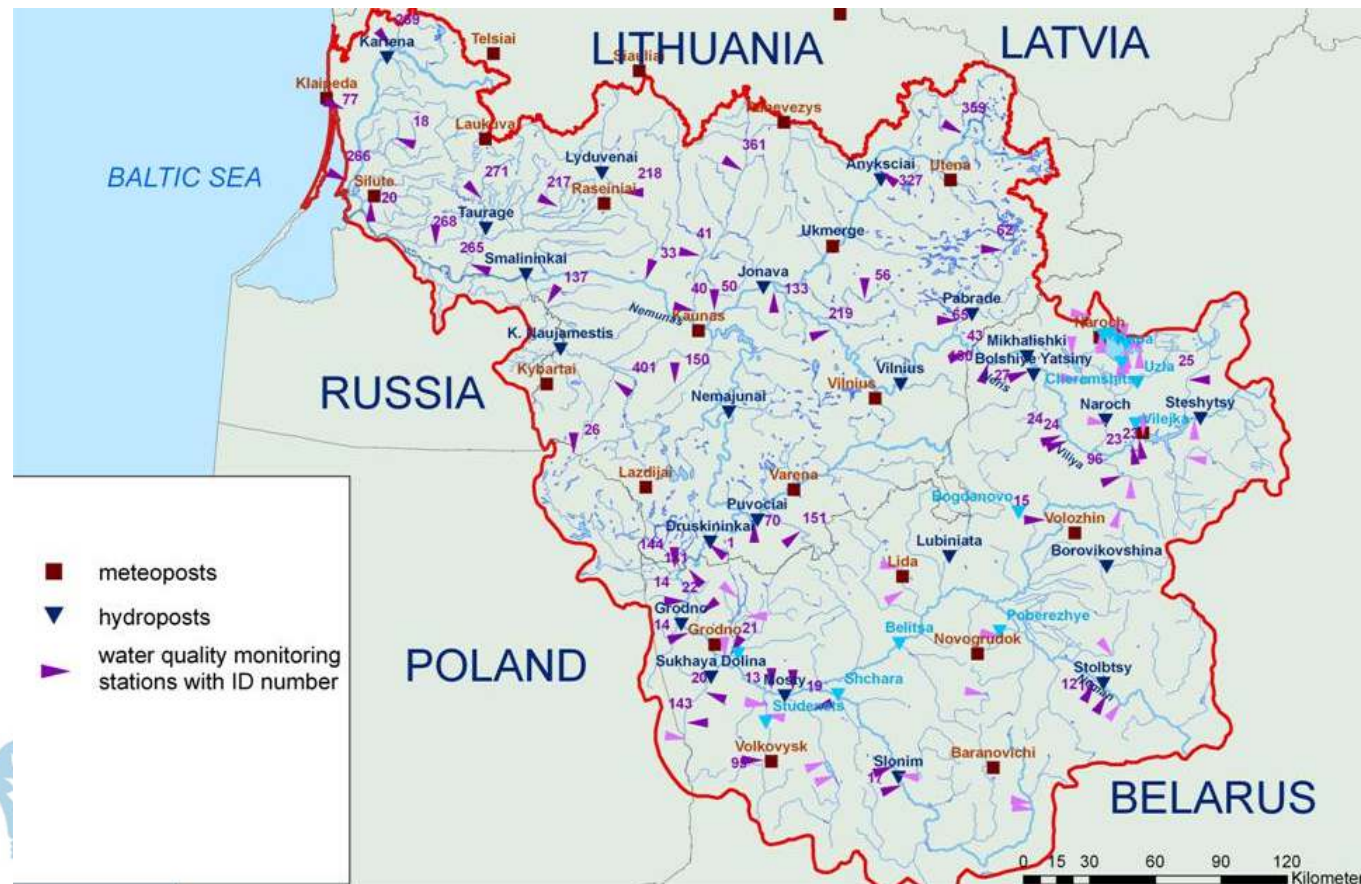 LITHUANIA
LATVIA
Telsiai
Kartena
Siauliai
Klaipeda
77
18
Laukuva
Panevezys
359
361
BALTIC SEA
266
Lyduvenai
Anyksciai
Utena
Silute
20
271
217
218
Raseiniai
327
Taurage
268
41
Ukmerge
62
265
Smalininkai
33
Jonava
56
137
40
50
133
Pabrade
Nemunas
Kaunas
219
65
Naroch
K. Naujamestis
43
Mikhalishki
25
150
Bolshiye Yatsiny
Uzla
RUSSIA
Kybartai
401
Vilnius
27
Neris
Cheremshits
Nemajunai
Vilnius
Naroch
Steshytsy
26
24
24
23
23
Vilejka
Viliya
96
Lazdijai
Varena
Bogdanovo
15
Puvociai
Volozhin
Druskininkai
70
151
144
1
Lubiniata
Borovikovshina
14
22
Lida
Grodno
14
Grodno
21
Belitsa
Poberezhye
Novogrudok
POLAND
Sukhaya Dolina
Stolbtsy
20
13
Mosty
19
Shchara
12
Neman
143
Studenets
Volkovysk
Slonim
Baranovichi
17
BELARUS
meteoposts
hydroposts
water quality monitoring
stations with ID number
0 15 30 60 90 120
Kilometer